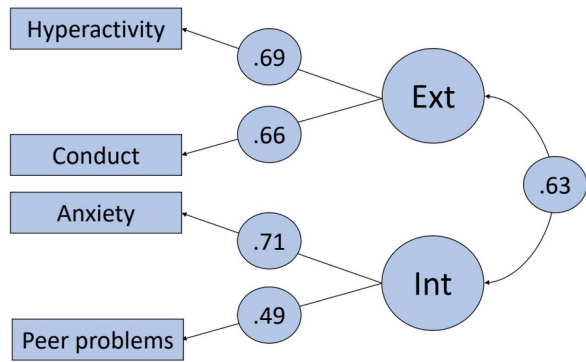 Hyperactivity
.69
Ext
.66
Conduct
.63
Anxiety
.71
Int
.49
Peer problems